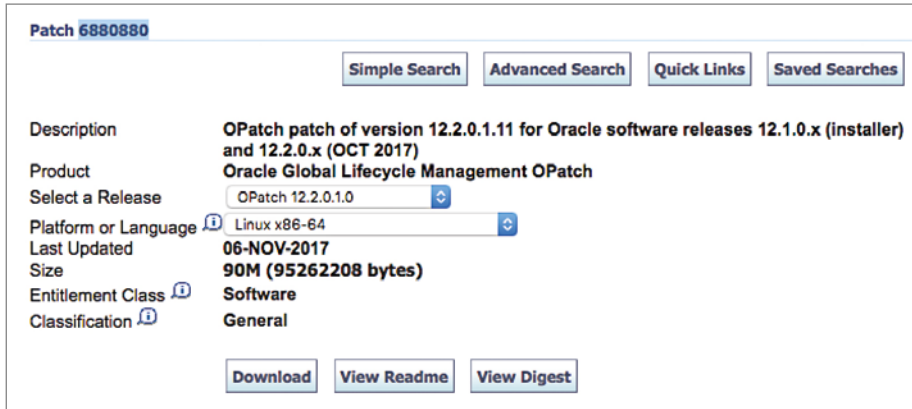 Patch 6880880
Simple Search Advanced Search Quick Links Saved Searches
Description OPatch patch of version 12.2.0.1.11 for Oracle software releases 12.1.0.x (installer)
and 12.2.0.x (OCT 2017)
Product Oracle Global Lifecycle Management OPatch
Select a Release OPatch 12.2.0.1.0
Platform or Language Linux x86-64
Last Updated 06-NOV-2017
Size 90M (95262208 bytes)
Entitlement Class Software
Classification General
Download View Readme View Digest